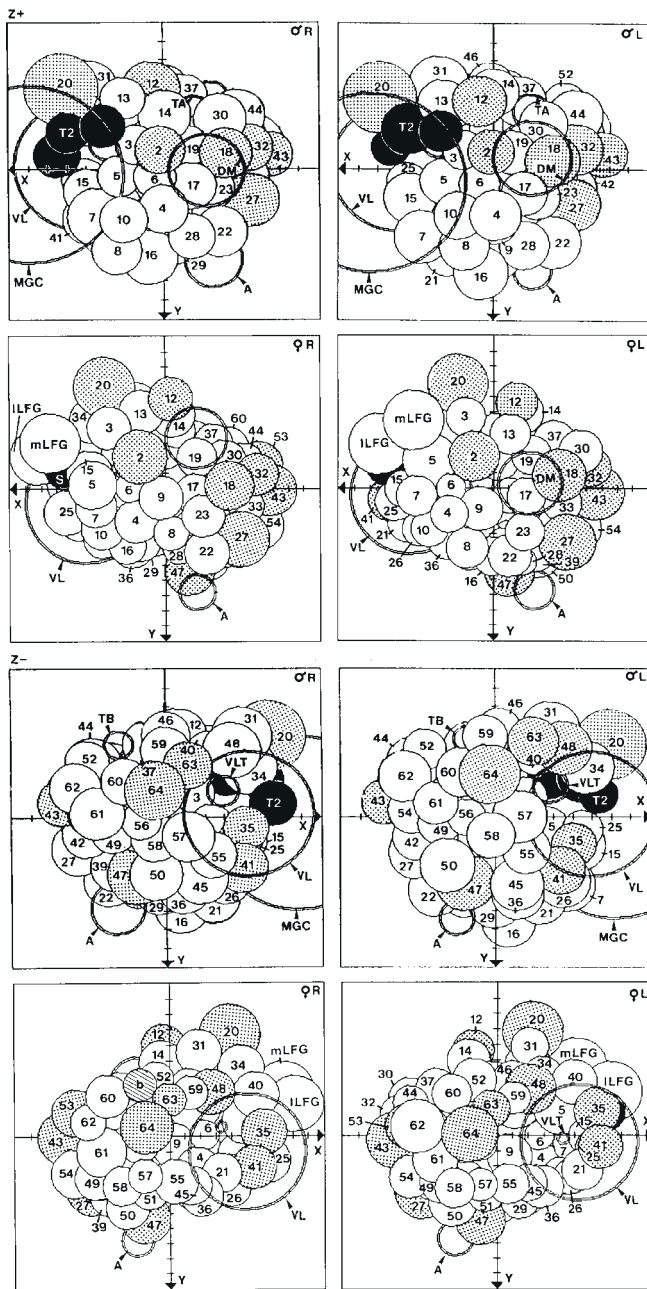 Z+
♂R
20 31 12 37
13 14 TA 30 44
T2
3 2 19 18 32 43
X 5 6 17 DM
15 23 27
VL 7 10 4
41 28 22
8 16 29
MGC A
Y
♂L
46 52
20 31 37
13 12 14 TA 44
T2 30
3 2 19 18 32 43
X 25 5 6 DM
15 17 23 42
VL 10 4 27
7 8 9 28 22
21 16
MGC A
Y
♀R
20 12
34 13 60
lLFG 3 14 37 44
mLFG 30 53
15 2 19 32
S 5 6 9 17 18 43
X 25 7 4 23 33
10 8 54
16 28 22 27
VL 36 29 47
A
Y
♀L
20 12
3 14
mLFG 13 37
lLFG 30
5 2 19
X 15 6 DM 18 32
25 7 9 17 43
41 4 33
VL 21 10 23 54
26 8 27
36 22 28 39
16 47 50
A
Y
Z−
♂R
TB 46 12 31 20
44 59 48
52 40
60 37 63
62 64 VLT 34
43 61 3 T2
56 57 35 X
42 49 58 15
27 39 55 25
47 50 41 VL
22 45 26
29 36 21
16 MGC
A
Y
♂L
46 31
TB 59 63 20
44 52 48
40 34
62 60 64 VLT
43 61 T2
54 56 57 5 25 X
49 58 35
42 55 15
27 50 41
22 47 45 VL
29 36 21 7
16 MGC
A
Y
♀R
12 20
14 31
52 34 mLFG
b 59 48 40
60 63 lLFG
53 62
43 64 6 35 X
61 9
54 4 41 25
49 57 55 21
27 58 51 45 26
39 50 47 36 VL
A
Y
♀L
12 20
14 31
30 46 34 mLFG
44 37 52 48 40
32 60 59 lLFG
53 62 63 5 35
43 64 VLT 15
9 6 7 41 X
61 4 25
54 21
49 58 57 55 45
27 51 26
50 47 29 36 VL
A
Y